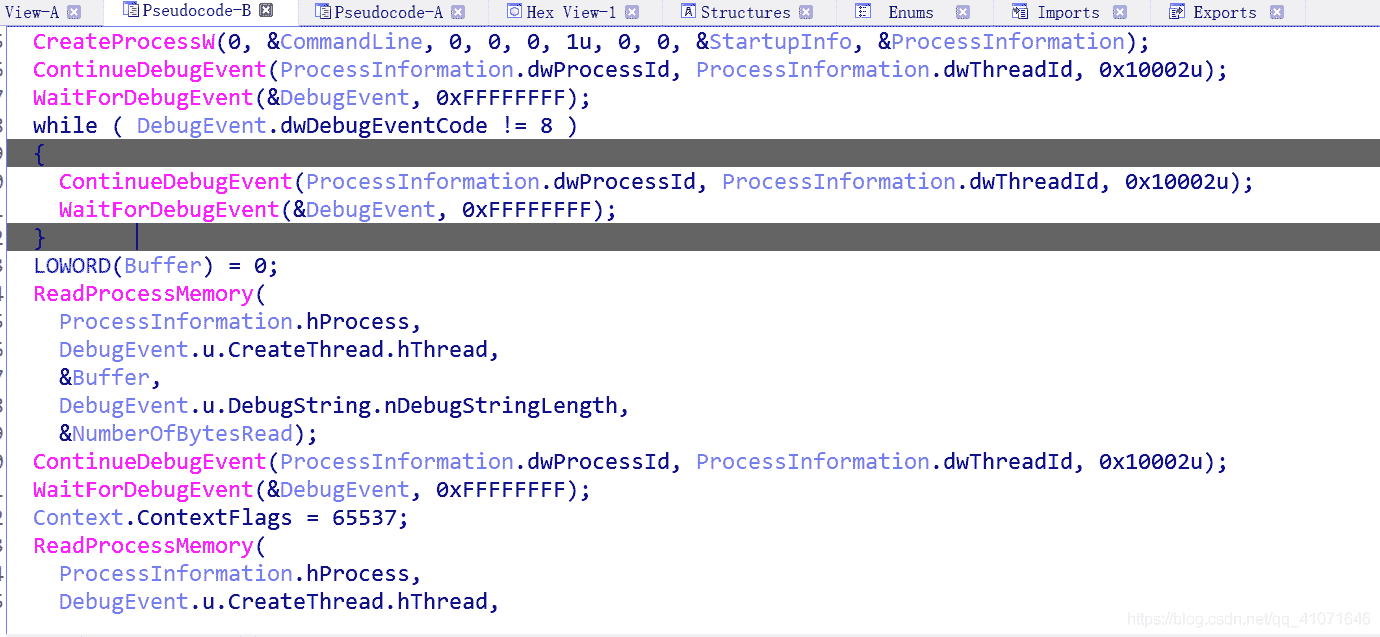 View-A Pseudocode-B Pseudocode-A Hex View-1 Structures Enums Imports Exports
CreateProcessW(0, &CommandLine, 0, 0, 0, 1u, 0, 0, &StartupInfo, &ProcessInformation);
ContinueDebugEvent(ProcessInformation.dwProcessId, ProcessInformation.dwThreadId, 0x10002u);
WaitForDebugEvent(&DebugEvent, 0xFFFFFFFF);
while ( DebugEvent.dwDebugEventCode != 8 )
{
ContinueDebugEvent(ProcessInformation.dwProcessId, ProcessInformation.dwThreadId, 0x10002u);
WaitForDebugEvent(&DebugEvent, 0xFFFFFFFF);
}
LOWORD(Buffer) = 0;
ReadProcessMemory(
ProcessInformation.hProcess,
DebugEvent.u.CreateThread.hThread,
&Buffer,
DebugEvent.u.DebugString.nDebugStringLength,
&NumberOfBytesRead);
ContinueDebugEvent(ProcessInformation.dwProcessId, ProcessInformation.dwThreadId, 0x10002u);
WaitForDebugEvent(&DebugEvent, 0xFFFFFFFF);
Context.ContextFlags = 65537;
ReadProcessMemory(
ProcessInformation.hProcess,
DebugEvent.u.CreateThread.hThread,
https://blog.csdn.net/qq_41071646